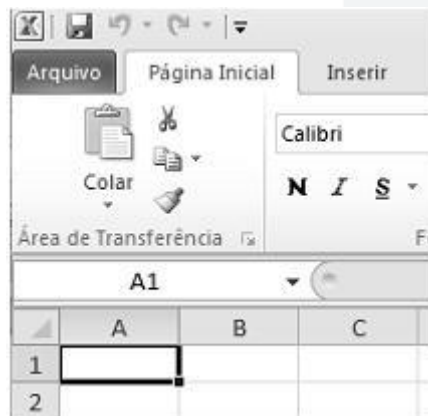 Arquivo Página Inicial Inserir
Calibri
Colar
N I S
Área de Transferência F
A1
A B C
1
2